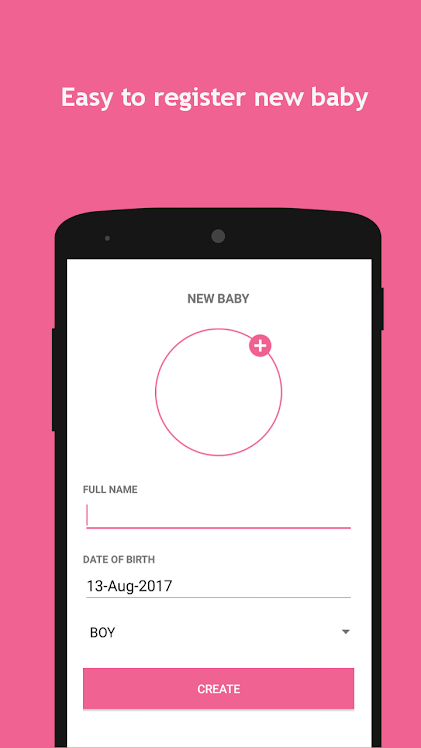 Easy to register new baby
NEW BABY
FULL NAME
DATE OF BIRTH
13-Aug-2017
BOY
CREATE